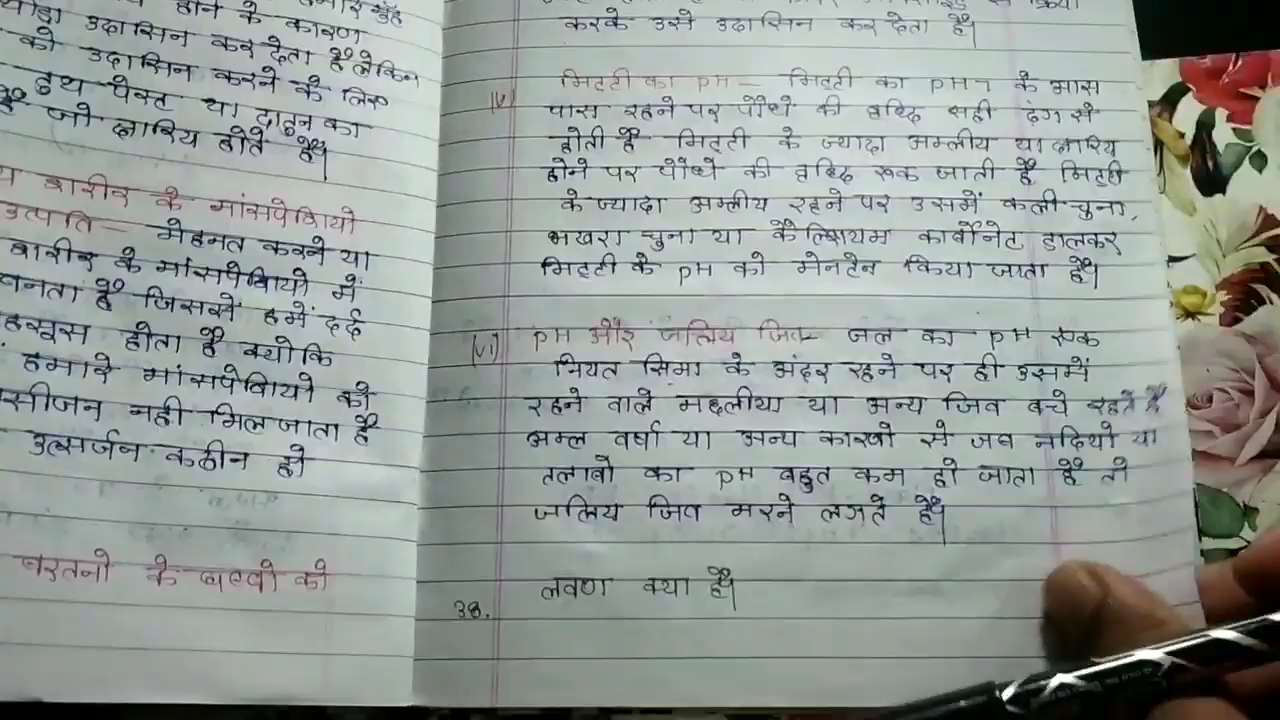 होने के कारण
थोड़ा उदासिन कर देता है लेकिन
को उदासिन करने के लिए
टुथ पेस्ट या दातुन का
है जो क्षारिय होते है।
शरीर के मांसपेशियो
उत्पति — मेहनत करने या
शरीर के मांसपेशियो में
बनता है जिससे हमें दर्द
महसूस होता है क्योकि
हमारे मांसपेशियो को
नही मिल जाता है
उत्सर्जन कठीन हो
बरतनो के धब्बो को
करके उसे उदासिन कर देता है।
(V) मिट्टी का pH — मिट्टी का pH 7 के आस
पास रहने पर पौधे की वृध्दि सही ढंग से
होती है मिट्टी के ज्यादा अम्लीय या क्षारिय
होने पर पौधे की वृध्दि रूक जाती है मिट्टी
के ज्यादा अम्लीय रहने पर उसमें कली चुना,
भखरा चुना या कैल्शियम कार्बोनेट डालकर
मिट्टी के pH को मेनटेन किया जाता है।
(VI) pH और जलिय जिव — जल का pH एक
नियत सिमा के अंदर रहने पर ही उसमें
रहने वाले मछलीया या अन्य जिव बचे रहते है
अम्ल वर्षा या अन्य कारणो से जब नदियो या
तलाबो का pH बहुत कम हो जाता है तो
जलिय जिव मरने लगते है।
38. लवण क्या है।